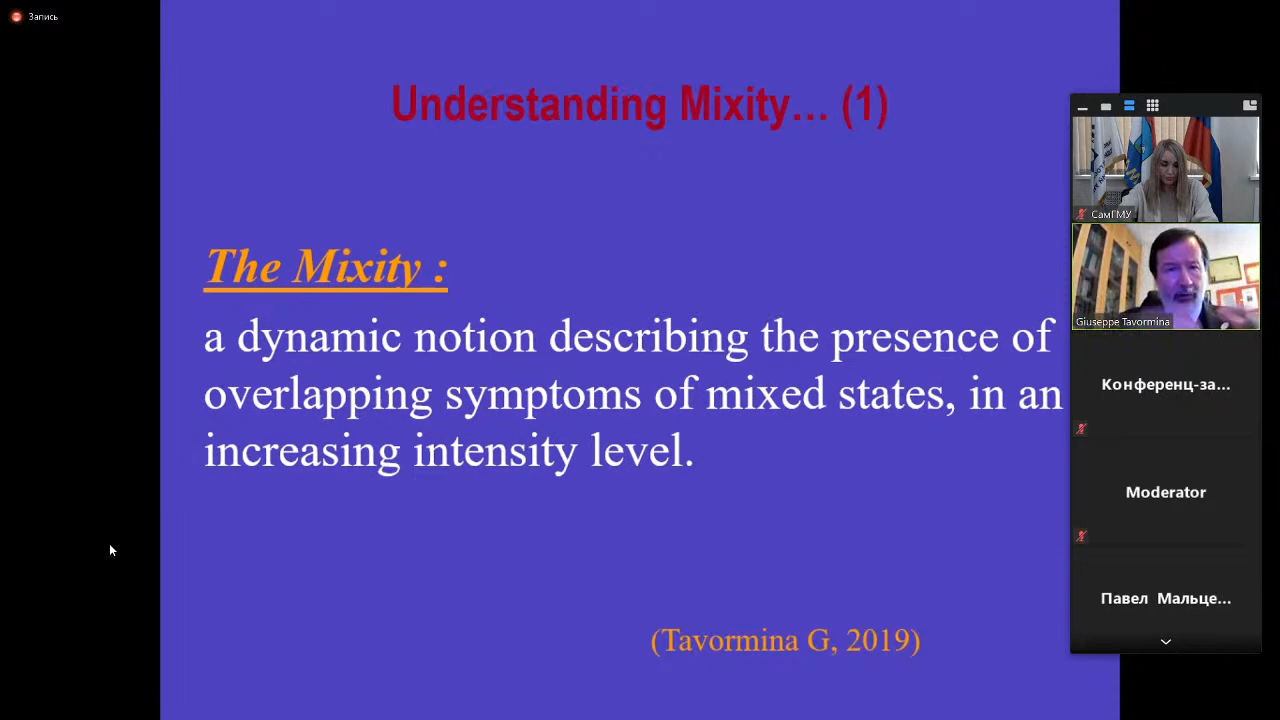 Запись
Understanding Mixity… (1)
The Mixity :
a dynamic notion describing the presence of
overlapping symptoms of mixed states, in an
increasing intensity level.
(Tavormina G, 2019)
СамГМУ
Giuseppe Tavormina
Конференц-за...
Moderator
Павел Мальце...